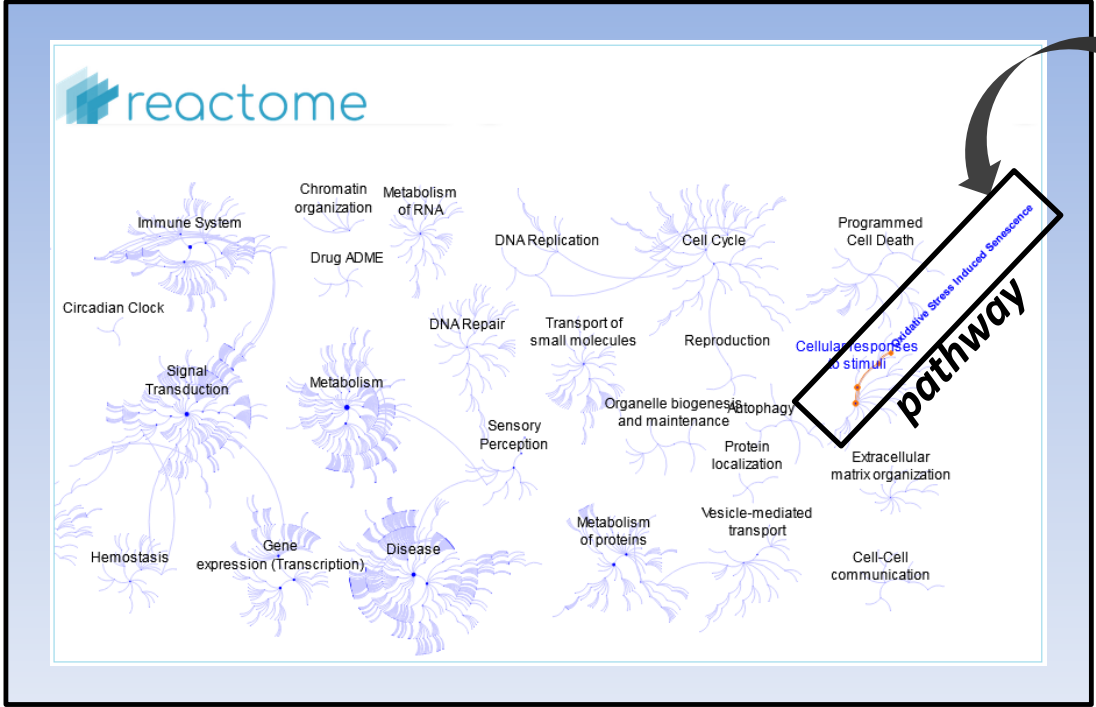 reactome
Chromatin
organization
Metabolism
of RNA
Immune System
DNA Replication
Cell Cycle
Programmed
Cell Death
Drug ADME
Oxidative Stress Induced Senescence
pathway
Circadian Clock
DNA Repair
Transport of
small molecules
Reproduction
Cellular responses
to stimuli
Signal
Transduction
Metabolism
Organelle biogenesis
and maintenance
Autophagy
Sensory
Perception
Protein
localization
Extracellular
matrix organization
Hemostasis
Gene
expression (Transcription)
Disease
Metabolism
of proteins
Vesicle-mediated
transport
Cell-Cell
communication